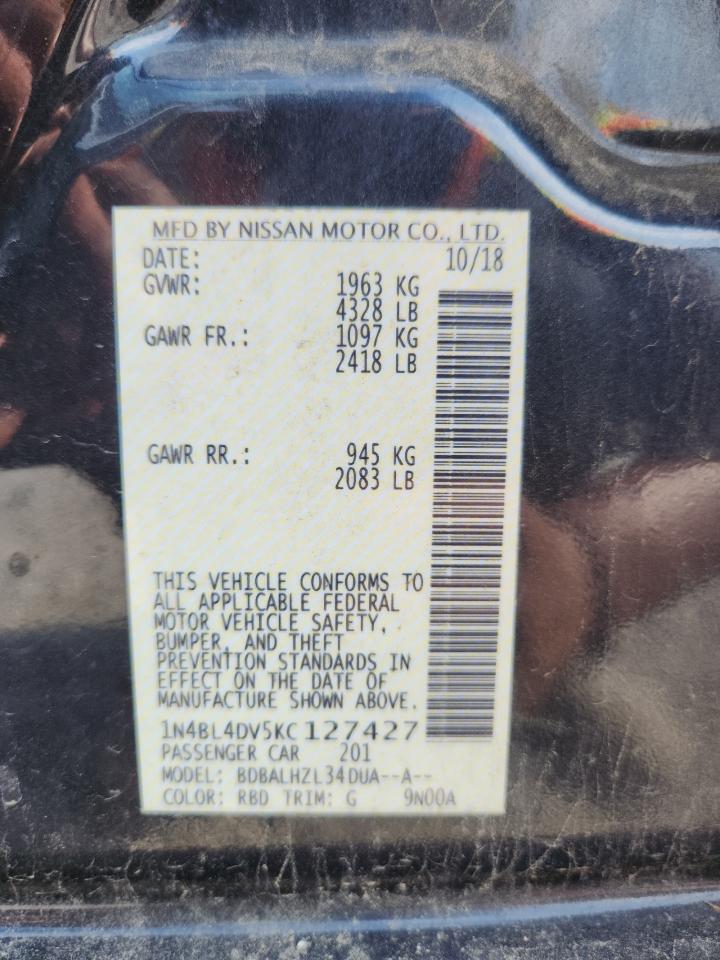 MFD BY NISSAN MOTOR CO., LTD.
DATE: 10/18
GVWR: 1963 KG
4328 LB
GAWR FR.: 1097 KG
2418 LB
GAWR RR.: 945 KG
2083 LB
THIS VEHICLE CONFORMS TO
ALL APPLICABLE FEDERAL
MOTOR VEHICLE SAFETY,
BUMPER, AND THEFT
PREVENTION STANDARDS IN
EFFECT ON THE DATE OF
MANUFACTURE SHOWN ABOVE.
1N4BL4DV5KC127427
PASSENGER CAR 201
MODEL: BDBALHZL34DUA--A--
COLOR: RBD TRIM: G 9N00A